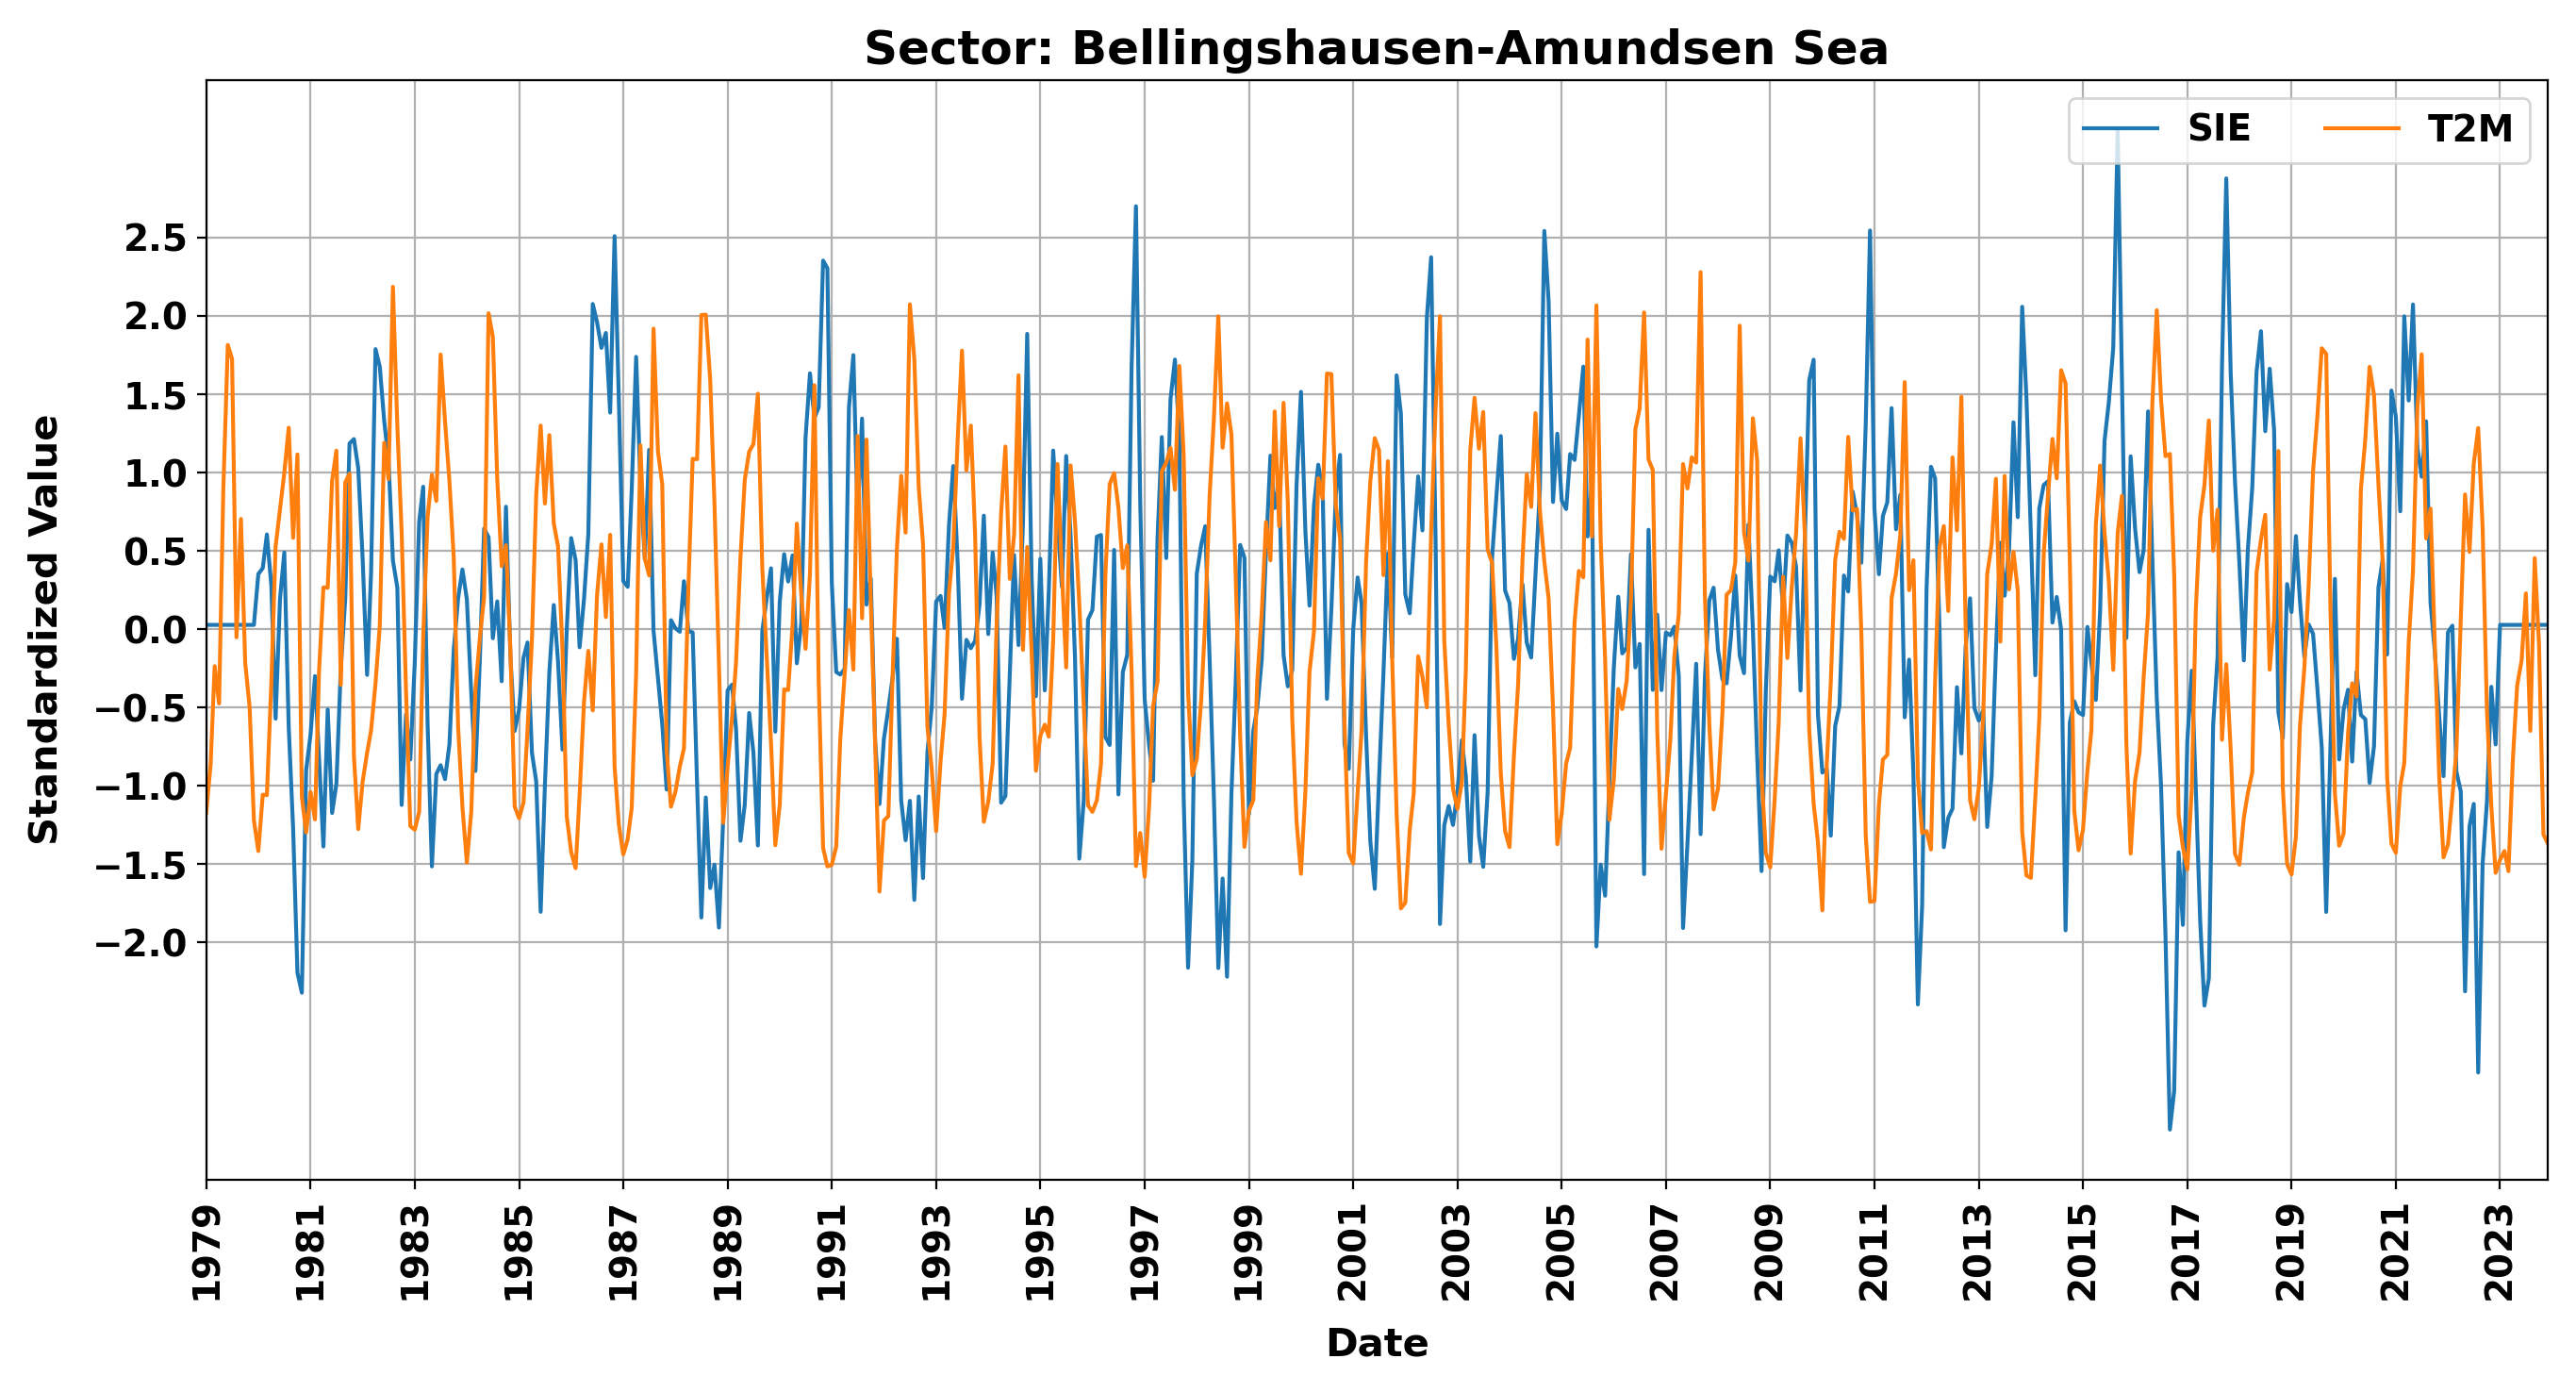 Sector: Bellingshausen-Amundsen Sea
SIE T2M
Standardized Value
2.5
2.0
1.5
1.0
0.5
0.0
−0.5
−1.0
−1.5
−2.0
1979 1981 1983 1985 1987 1989 1991 1993 1995 1997 1999 2001 2003 2005 2007 2009 2011 2013 2015 2017 2019 2021 2023
Date